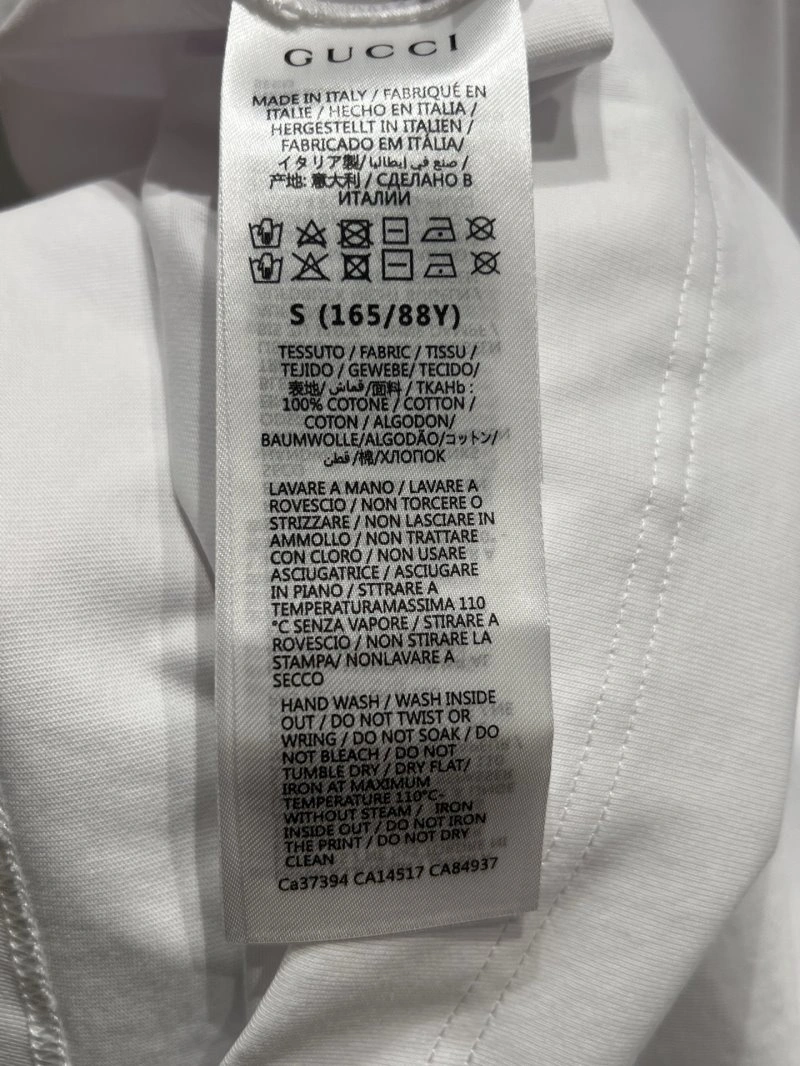 GUCCI
MADE IN ITALY / FABRIQUÉ EN
ITALIE / HECHO EN ITALIA /
HERGESTELLT IN ITALIEN /
FABRICADO EM ITÁLIA/
イタリア製/صنع في إيطاليا /
产地: 意大利 / СДЕЛАНО В
ИТАЛИИ
S (165/88Y)
TESSUTO / FABRIC / TISSU /
TEJIDO / GEWEBE/ TECIDO/
表地/ قماش /面料 / TKAHb :
100% COTONE / COTTON /
COTON / ALGODON/
BAUMWOLLE/ALGODÃO/コットン/
قطن /棉/ХЛОПОК
LAVARE A MANO / LAVARE A
ROVESCIO / NON TORCERE O
STRIZZARE / NON LASCIARE IN
AMMOLLO / NON TRATTARE
CON CLORO / NON USARE
ASCIUGATRICE / ASCIUGARE
IN PIANO / STTRARE A
TEMPERATURAMASSIMA 110
°C SENZA VAPORE / STIRARE A
ROVESCIO / NON STIRARE LA
STAMPA/ NONLAVARE A
SECCO
HAND WASH / WASH INSIDE
OUT / DO NOT TWIST OR
WRING / DO NOT SOAK / DO
NOT BLEACH / DO NOT
TUMBLE DRY / DRY FLAT/
IRON AT MAXIMUM
TEMPERATURE 110°C-
WITHOUT STEAM / IRON
INSIDE OUT / DO NOT IRON
THE PRINT / DO NOT DRY
CLEAN
Ca37394 CA14517 CA84937